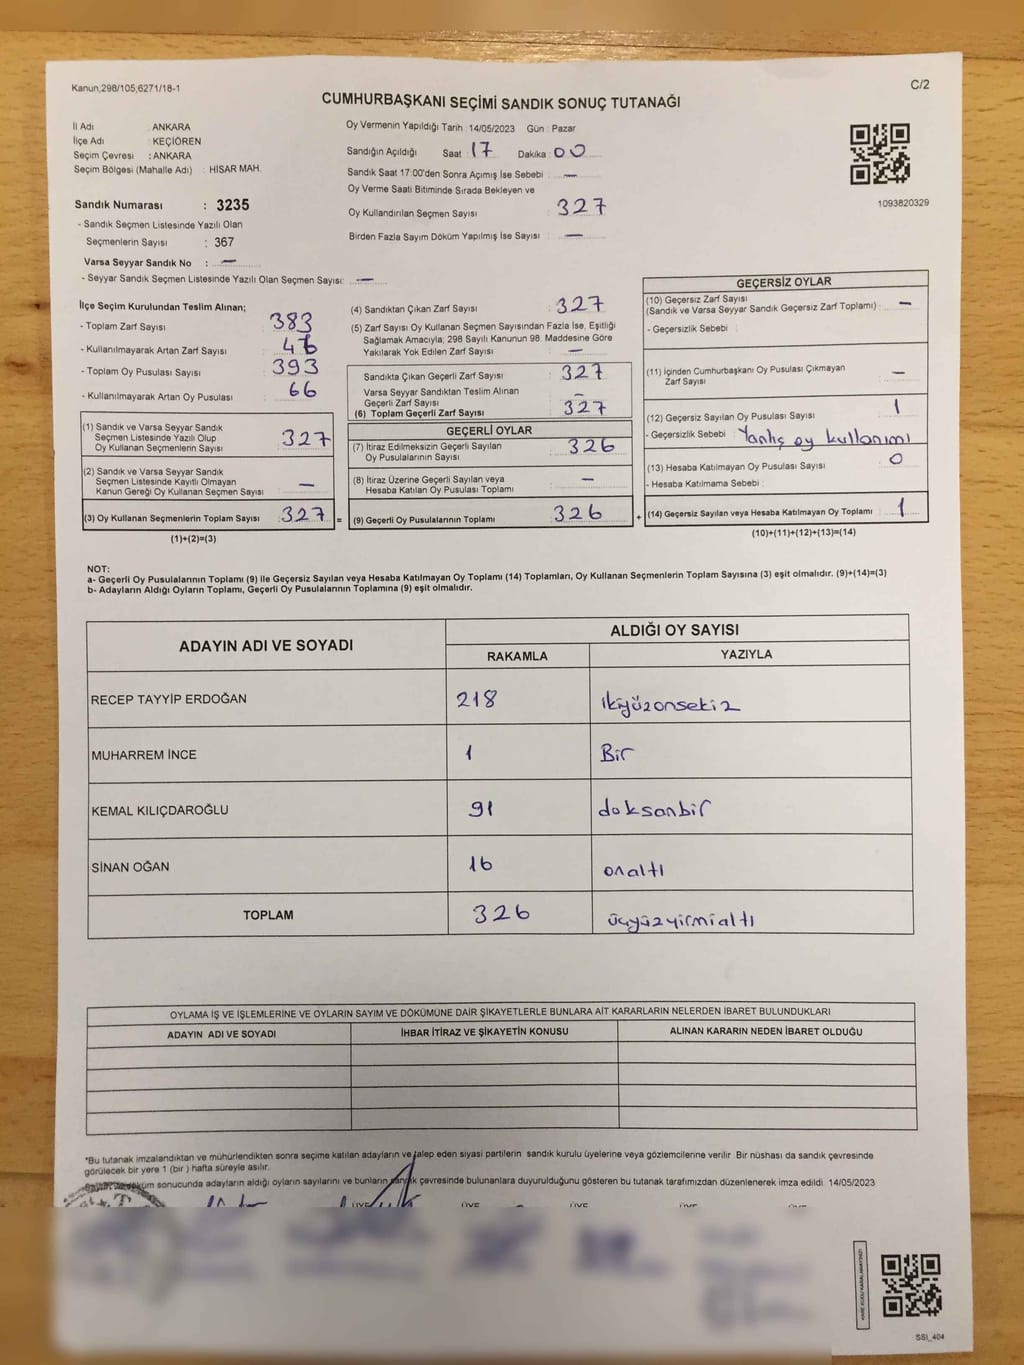 Kanun,298/105,6271/18-1
C/2
CUMHURBAŞKANI SEÇİMİ SANDIK SONUÇ TUTANAĞI
İl Adı : ANKARA
İlçe Adı : KEÇİÖREN
Seçim Çevresi : ANKARA
Seçim Bölgesi (Mahalle Adı) : HİSAR MAH.
Sandık Numarası : 3235
- Sandık Seçmen Listesinde Yazılı Olan
Seçmenlerin Sayısı : 367
Varsa Seyyar Sandık No : —
- Seyyar Sandık Seçmen Listesinde Yazılı Olan Seçmen Sayısı: —
Oy Vermenin Yapıldığı Tarih : 14/05/2023 Gün : Pazar
Sandığın Açıldığı Saat : 17 Dakika : 00
Sandık Saat 17:00'den Sonra Açımış İse Sebebi : —
Oy Verme Saati Bitiminde Sırada Bekleyen ve
Oy Kullandırılan Seçmen Sayısı : 327
Birden Fazla Sayım Döküm Yapılmış İse Sayısı : —
1093820329
İlçe Seçim Kurulundan Teslim Alınan;
- Toplam Zarf Sayısı : 383
- Kullanılmayarak Artan Zarf Sayısı : 46
- Toplam Oy Pusulası Sayısı : 393
- Kullanılmayarak Artan Oy Pusulası : 66
(1) Sandık ve Varsa Seyyar Sandık
Seçmen Listesinde Yazılı Olup
Oy Kullanan Seçmenlerin Sayısı : 327
(2) Sandık ve Varsa Seyyar Sandık
Seçmen Listesinde Kayıtlı Olmayan
Kanun Gereği Oy Kullanan Seçmen Sayısı : —
(3) Oy Kullanan Seçmenlerin Toplam Sayısı : 327 =
(1)+(2)=(3)
(4) Sandıktan Çıkan Zarf Sayısı : 327
(5) Zarf Sayısı Oy Kullanan Seçmen Sayısından Fazla İse, Eşitliği
Sağlamak Amacıyla; 298 Sayılı Kanunun 98. Maddesine Göre
Yakılarak Yok Edilen Zarf Sayısı : —
Sandıkta Çıkan Geçerli Zarf Sayısı : 327
Varsa Seyyar Sandıktan Teslim Alınan
Geçerli Zarf Sayısı : —
(6) Toplam Geçerli Zarf Sayısı : 327
GEÇERLİ OYLAR
(7) İtiraz Edilmeksizin Geçerli Sayılan
Oy Pusulalarının Sayısı : 326
(8) İtiraz Üzerine Geçerli Sayılan veya
Hesaba Katılan Oy Pusulası Toplamı : —
(9) Geçerli Oy Pusulalarının Toplamı : 326 +
GEÇERSİZ OYLAR
(10) Geçersiz Zarf Sayısı
(Sandık ve Varsa Seyyar Sandık Geçersiz Zarf Toplamı) : —
- Geçersizlik Sebebi :
(11) İçinden Cumhurbaşkanı Oy Pusulası Çıkmayan
Zarf Sayısı : —
(12) Geçersiz Sayılan Oy Pusulası Sayısı : 1
- Geçersizlik Sebebi : Yanlış oy kullanımı
(13) Hesaba Katılmayan Oy Pusulası Sayısı : 0
- Hesaba Katılmama Sebebi :
(14) Geçersiz Sayılan veya Hesaba Katılmayan Oy Toplamı : 1
(10)+(11)+(12)+(13)=(14)
NOT:
a- Geçerli Oy Pusulalarının Toplamı (9) ile Geçersiz Sayılan veya Hesaba Katılmayan Oy Toplamı (14) Toplamları, Oy Kullanan Seçmenlerin Toplam Sayısına (3) eşit olmalıdır. (9)+(14)=(3)
b- Adayların Aldığı Oyların Toplamı, Geçerli Oy Pusulalarının Toplamına (9) eşit olmalıdır.
ADAYIN ADI VE SOYADI ALDIĞI OY SAYISI
RAKAMLA YAZIYLA
RECEP TAYYİP ERDOĞAN 218 ikiyüzonsekiz
MUHARREM İNCE 1 Bir
KEMAL KILIÇDAROĞLU 91 doksanbir
SİNAN OĞAN 16 onaltı
TOPLAM 326 üçyüzyirmialtı
OYLAMA İŞ VE İŞLEMLERİNE VE OYLARIN SAYIM VE DÖKÜMÜNE DAİR ŞİKAYETLERLE BUNLARA AİT KARARLARIN NELERDEN İBARET BULUNDUKLARI
ADAYIN ADI VE SOYADI İHBAR İTİRAZ VE ŞİKAYETİN KONUSU ALINAN KARARIN NEDEN İBARET OLDUĞU
*Bu tutanak imzalandıktan ve mühürlendikten sonra seçime katılan adayların ve talep eden siyasi partilerin sandık kurulu üyelerine veya gözlemcilerine verilir. Bir nüshası da sandık çevresinde
görülecek bir yere 1 (bir) hafta süreyle asılır.
döküm sonucunda adayların aldığı oyların sayılarını ve bunların sandık çevresinde bulunanlara duyurulduğunu gösteren bu tutanak tarafımızdan düzenlenerek imza edildi. 14/05/2023
ÜYE ÜYE ÜYE ÜYE ÜYE
SSI_404